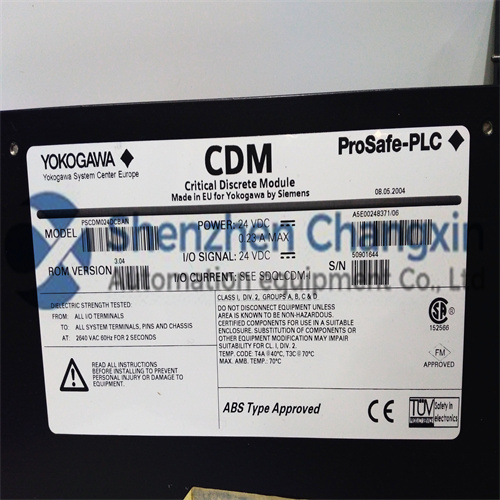 YOKOGAWA
Yokogawa System Center Europe
CDM
Critical Discrete Module
Made in EU for Yokogawa by Siemens
ProSafe-PLC
08.05.2004
MODEL
PSCDM024DCBAN
POWER: 24 VDC
0.23 A MAX
A5E00248371/06
I/O SIGNAL: 24 VDC
3.04
ROM VERSION
I/O CURRENT: SEE SDQLCDM
S/N
50901644
Shenzhen Changxin
Automation equipment Co., Ltd
DIELECTRIC STRENGTH TESTED:
FROM: ALL I/O TERMINALS
TO: ALL SYSTEM TERMINALS, PINS AND CHASSIS
AT: 2640 VAC 60Hz FOR 2 SECONDS
CLASS I, DIV. 2, GROUPS A, B, C & D
DO NOT DISCONNECT EQUIPMENT UNLESS
AREA IS KNOWN TO BE NON-HAZARDOUS.
CERTIFIED COMPONENTS FOR USE IN A SUITABLE
ENCLOSURE. SUBSTITUTION OF COMPONENTS OR
OTHER EQUIPMENT MODIFICATION MAY IMPAIR
SUITABILITY FOR CL. I, DIV. 2.
TEMP. CODE: T4A @ 40°C, T3C @ 70°C
MAX. AMB. TEMP.: 70°C
152566
FM
APPROVED
READ ALL INSTRUCTIONS
BEFORE INSTALLING
TO PREVENT PERSONAL
INJURY OR DAMAGE TO
EQUIPMENT.
ABS Type Approved
CE
TÜV
Safety in
electronics